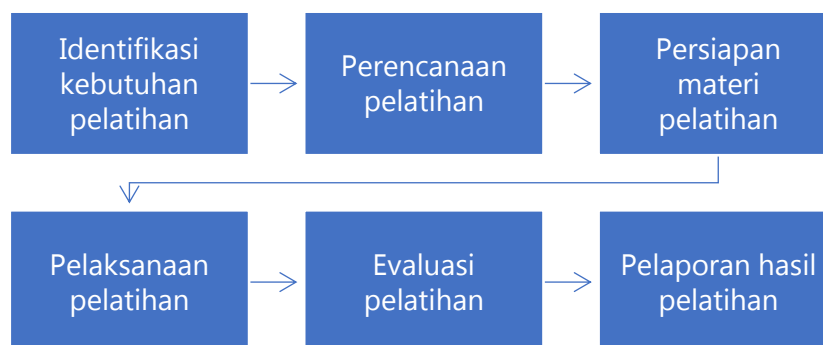 Identifikasi
kebutuhan
pelatihan
Perencanaan
pelatihan
Persiapan
materi
pelatihan
Pelaksanaan
pelatihan
Evaluasi
pelatihan
Pelaporan hasil
pelatihan